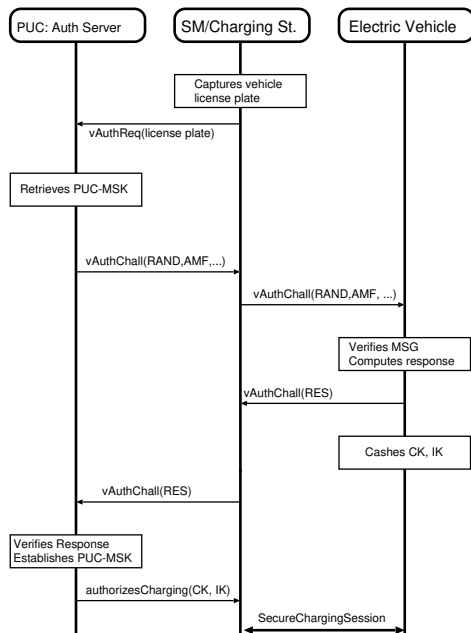 PUC: Auth Server
SM/Charging St.
Electric Vehicle
Captures vehicle
license plate
vAuthReq(license plate)
Retrieves PUC-MSK
vAuthChall(RAND,AMF,...)
vAuthChall(RAND,AMF, ...)
Verifies MSG
Computes response
vAuthChall(RES)
Cashes CK, IK
vAuthChall(RES)
Verifies Response
Establishes PUC-MSK
authorizesCharging(CK, IK)
SecureChargingSession